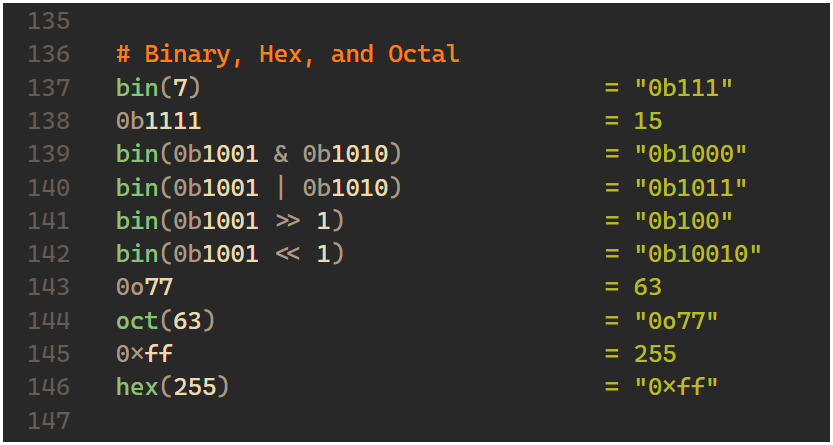 135
136 # Binary, Hex, and Octal
137 bin(7) = "0b111"
138 0b1111 = 15
139 bin(0b1001 & 0b1010) = "0b1000"
140 bin(0b1001 | 0b1010) = "0b1011"
141 bin(0b1001 >> 1) = "0b100"
142 bin(0b1001 << 1) = "0b10010"
143 0o77 = 63
144 oct(63) = "0o77"
145 0xff = 255
146 hex(255) = "0xff"
147